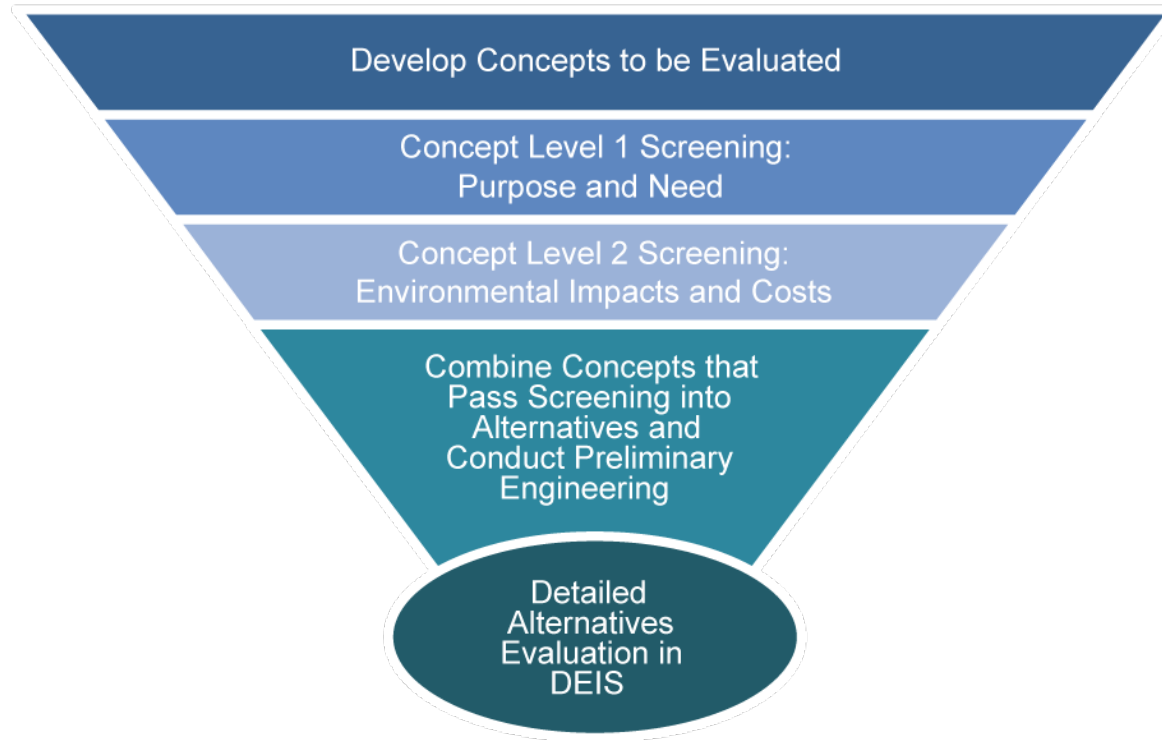 Develop Concepts to be Evaluated
Concept Level 1 Screening:
Purpose and Need
Concept Level 2 Screening:
Environmental Impacts and Costs
Combine Concepts that
Pass Screening into
Alternatives and
Conduct Preliminary
Engineering
Detailed
Alternatives
Evaluation in
DEIS